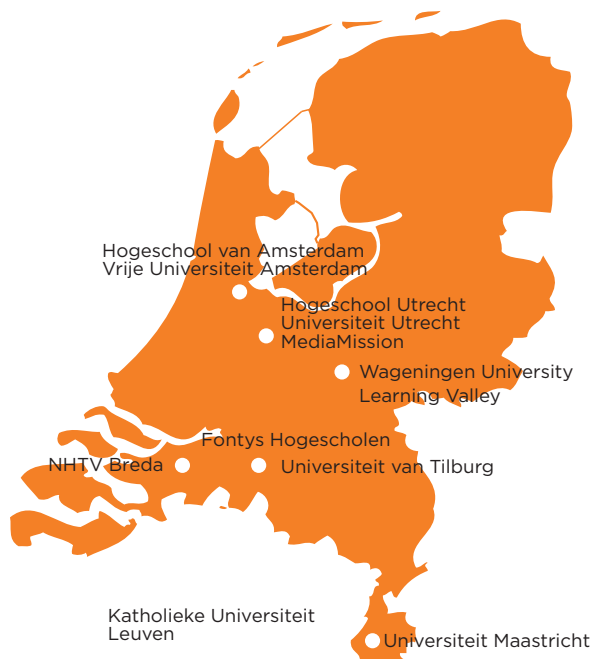 Hogeschool van Amsterdam
Vrije Universiteit Amsterdam
Hogeschool Utrecht
Universiteit Utrecht
MediaMission
Wageningen University
Learning Valley
Fontys Hogescholen
NHTV Breda
Universiteit van Tilburg
Katholieke Universiteit
Leuven
Universiteit Maastricht